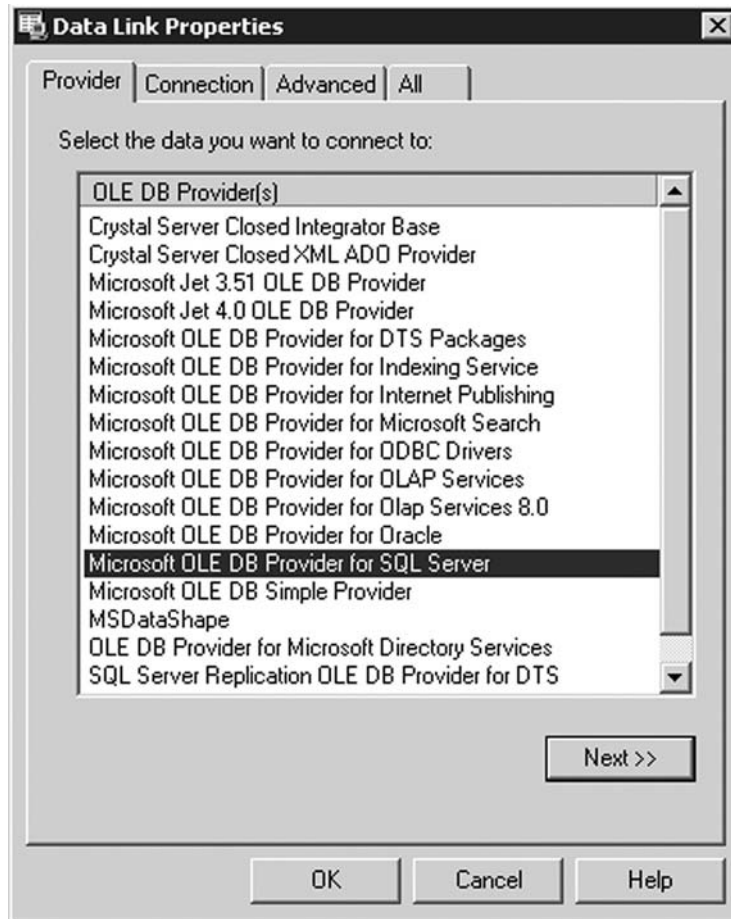 Data Link Properties
Provider Connection Advanced All
Select the data you want to connect to:
OLE DB Provider(s)
Crystal Server Closed Integrator Base
Crystal Server Closed XML ADO Provider
Microsoft Jet 3.51 OLE DB Provider
Microsoft Jet 4.0 OLE DB Provider
Microsoft OLE DB Provider for DTS Packages
Microsoft OLE DB Provider for Indexing Service
Microsoft OLE DB Provider for Internet Publishing
Microsoft OLE DB Provider for Microsoft Search
Microsoft OLE DB Provider for ODBC Drivers
Microsoft OLE DB Provider for OLAP Services
Microsoft OLE DB Provider for Olap Services 8.0
Microsoft OLE DB Provider for Oracle
Microsoft OLE DB Provider for SQL Server
Microsoft OLE DB Simple Provider
MSDataShape
OLE DB Provider for Microsoft Directory Services
SQL Server Replication OLE DB Provider for DTS
Next >>
OK Cancel Help